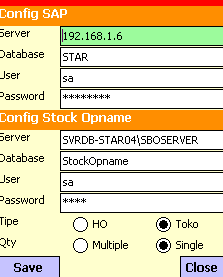 Config SAP
Server 192.168.1.6
Database STAR
User sa
Password ********
Config Stock Opname
Server SVRDB-STAR04\SBOSERVER
Database StockOpname
User sa
Password ****
Tipe HO Toko
Qty Multiple Single
Save Close